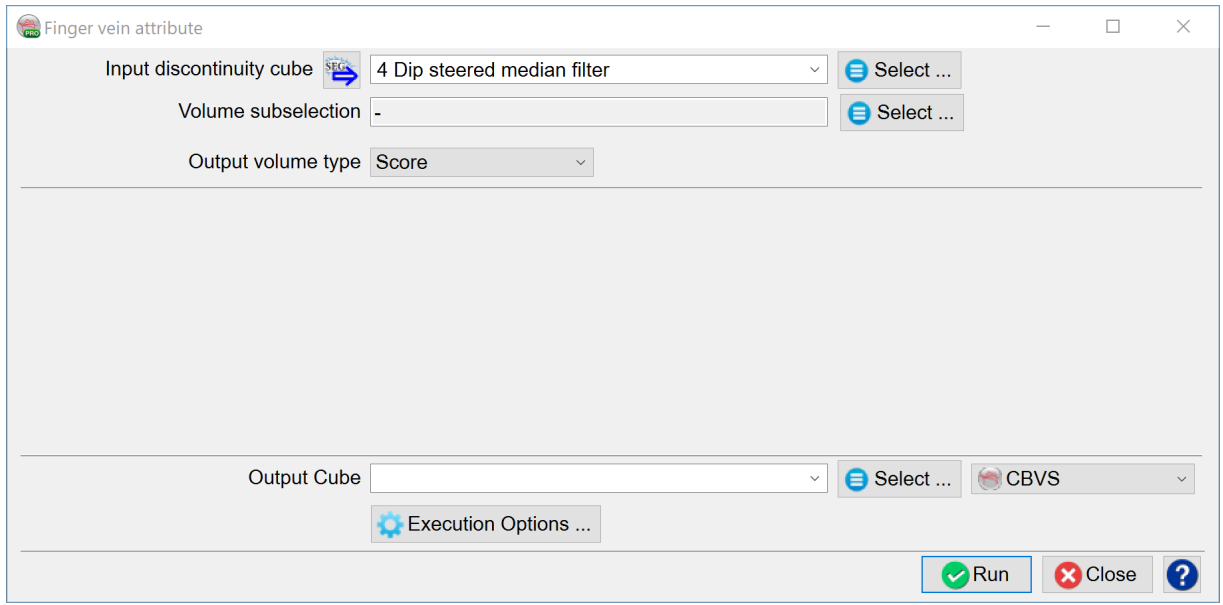 Finger vein attribute
Input discontinuity cube SEG 4 Dip steered median filter Select ...
Volume subselection - Select ...
Output volume type Score
Output Cube Select ... CBVS
Execution Options ...
Run Close ?